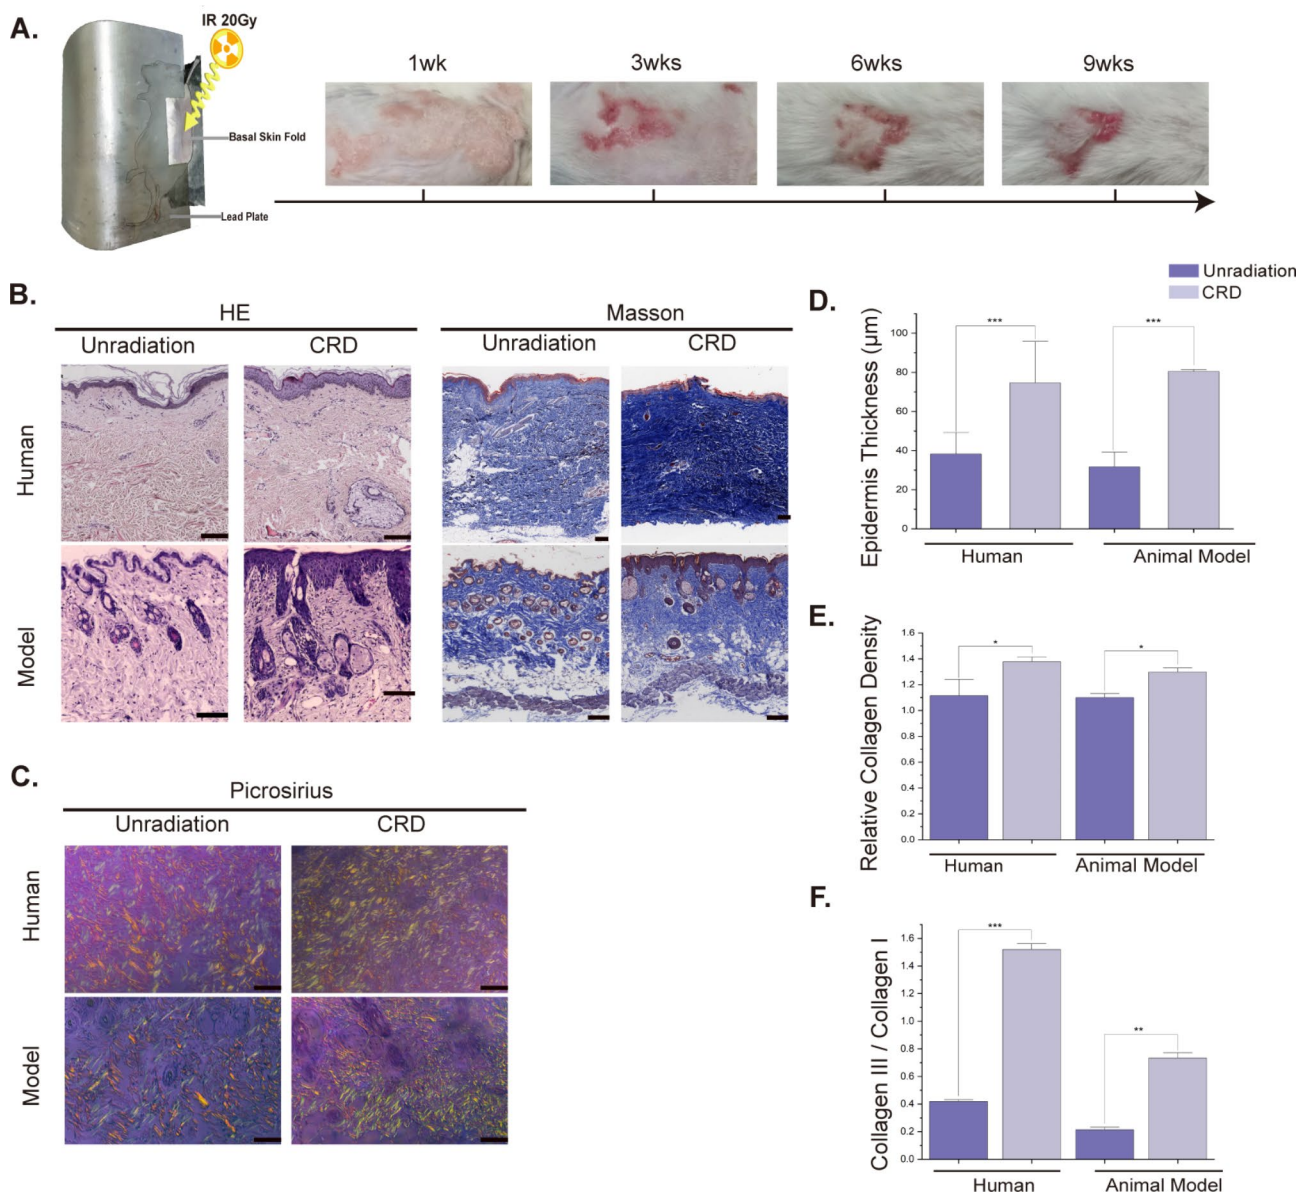 A.
IR 20Gy
Basal Skin Fold
Lead Plate
1wk
3wks
6wks
9wks
B.
HE
Masson
Unradiation
CRD
Unradiation
CRD
Human
Model
C.
Picrosirius
Unradiation
CRD
Human
Model
Unradiation
CRD
D.
Epidermis Thickness (μm)
100
80
60
40
20
0
***
***
Human
Animal Model
E.
Relative Collagen Density
1.6
1.4
1.2
1.0
0.8
0.6
0.4
0.2
0.0
*
*
Human
Animal Model
F.
Collagen III / Collagen I
1.6
1.4
1.2
1.0
0.8
0.6
0.4
0.2
0.0
***
**
Human
Animal Model